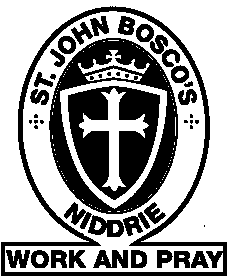 ST. JOHN BOSCO'S
NIDDRIE
WORK AND PRAY